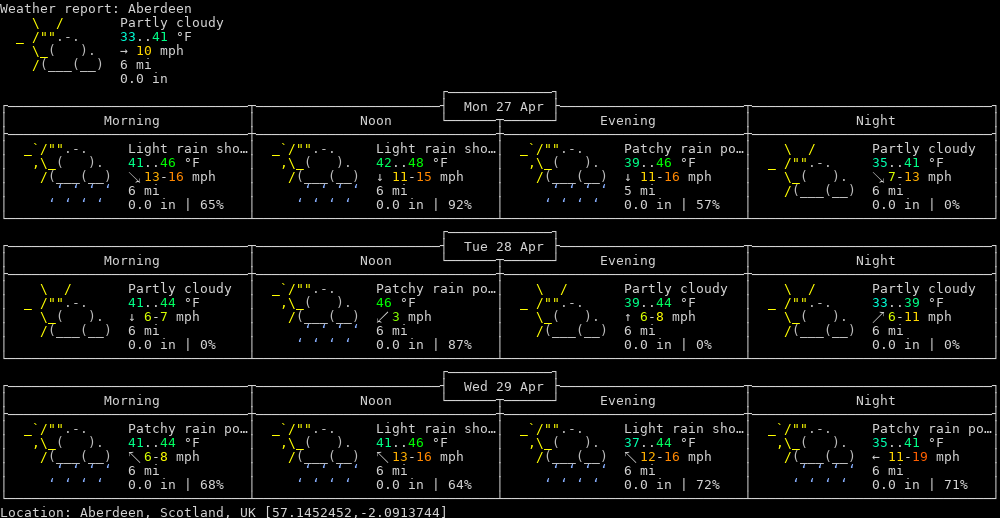 Weather report: Aberdeen
Partly cloudy
33..41 °F
→ 10 mph
6 mi
0.0 in
Mon 27 Apr
Morning Noon Evening Night
Light rain sho… Light rain sho… Patchy rain po… Partly cloudy
41..46 °F 42..48 °F 39..46 °F 35..41 °F
↘ 13-16 mph ↓ 11-15 mph ↓ 11-16 mph ↘ 7-13 mph
6 mi 6 mi 5 mi 6 mi
0.0 in | 65% 0.0 in | 92% 0.0 in | 57% 0.0 in | 0%
Tue 28 Apr
Morning Noon Evening Night
Partly cloudy Patchy rain po… Partly cloudy Partly cloudy
41..44 °F 46 °F 39..44 °F 33..39 °F
↓ 6-7 mph ↙ 3 mph ↑ 6-8 mph ↗ 6-11 mph
6 mi 6 mi 6 mi 6 mi
0.0 in | 0% 0.0 in | 87% 0.0 in | 0% 0.0 in | 0%
Wed 29 Apr
Morning Noon Evening Night
Patchy rain po… Light rain sho… Light rain sho… Patchy rain po…
41..44 °F 41..46 °F 37..44 °F 35..41 °F
↖ 6-8 mph ↖ 13-16 mph ↖ 12-16 mph ← 11-19 mph
6 mi 6 mi 6 mi 6 mi
0.0 in | 68% 0.0 in | 64% 0.0 in | 72% 0.0 in | 71%
Location: Aberdeen, Scotland, UK [57.1452452,-2.0913744]